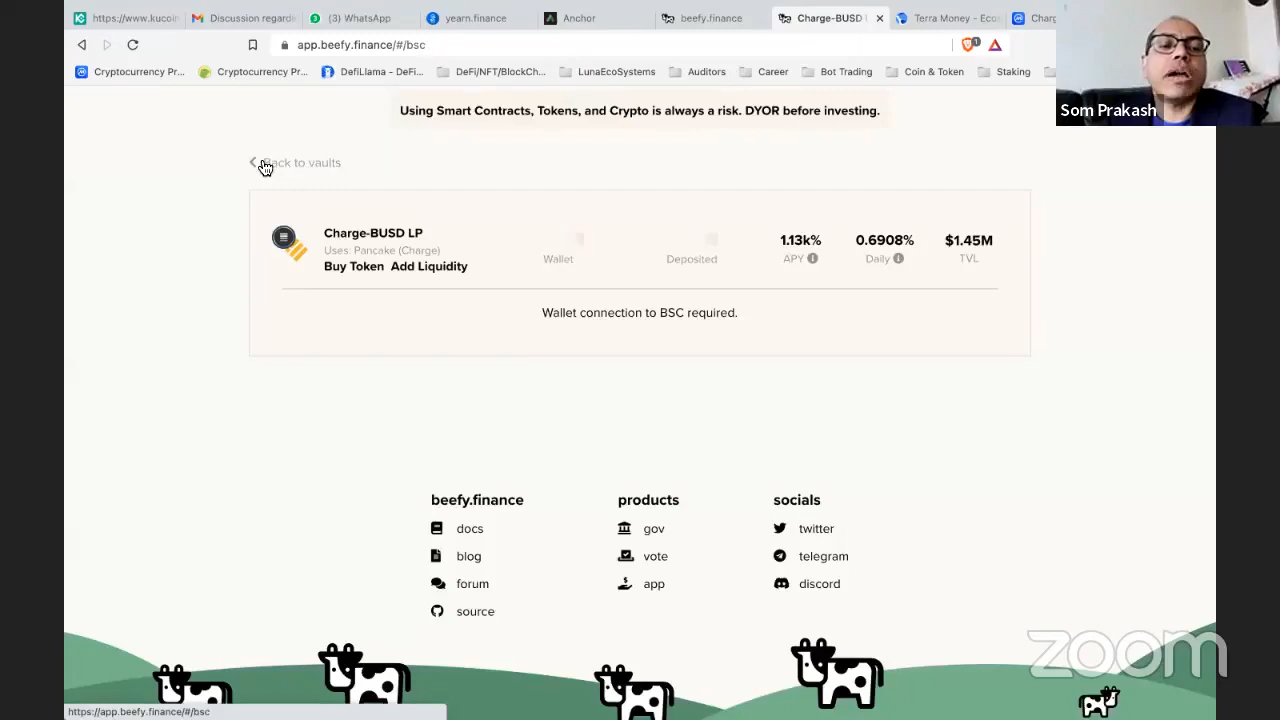 https://www.kucoin
Discussion regardi
(3) WhatsApp
yearn.finance
Anchor
beefy.finance
Charge-BUSD
Terra Money - Eco
Charg
app.beefy.finance/#/bsc
1
Cryptocurrency Pr...
Cryptocurrency Pr...
DefiLlama - DeFi...
DeFi/NFT/BlockCh...
LunaEcoSystems
Auditors
Career
Bot Trading
Coin & Token
Staking
Som Prakash
Using Smart Contracts, Tokens, and Crypto is always a risk. DYOR before investing.
Back to vaults
Charge-BUSD LP
Uses: Pancake (Charge)
Buy Token Add Liquidity
Wallet
Deposited
1.13k%
APY
0.6908%
Daily
$1.45M
TVL
Wallet connection to BSC required.
beefy.finance
docs
blog
forum
source
products
gov
vote
app
socials
twitter
telegram
discord
zoom
https://app.beefy.finance/#/bsc